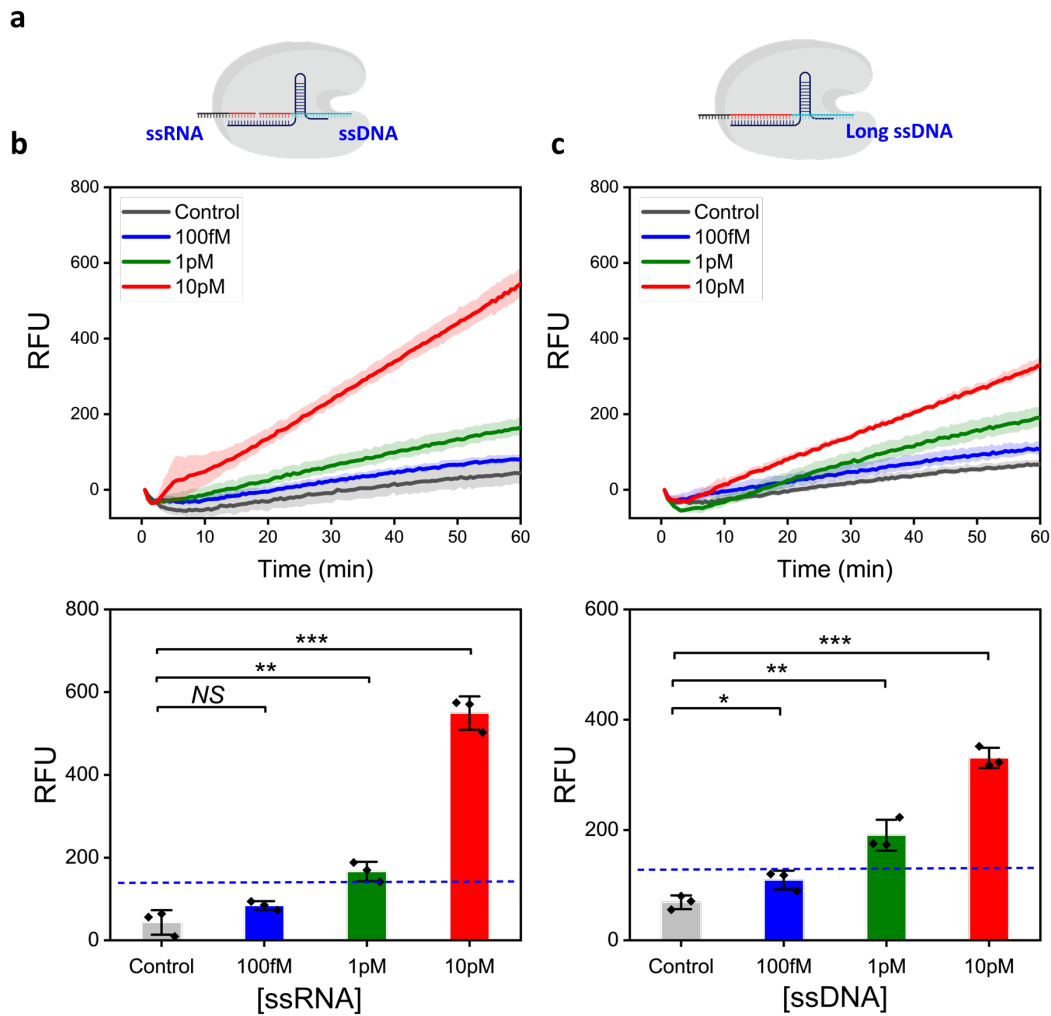 a
ssRNA
ssDNA
Long ssDNA
b
c
800
600
400
200
0
RFU
Control
100fM
1pM
10pM
0 10 20 30 40 50 60
Time (min)
800
600
400
200
0
RFU
Control
100fM
1pM
10pM
0 10 20 30 40 50 60
Time (min)
800
600
400
200
0
RFU
***
**
NS
Control 100fM 1pM 10pM
[ssRNA]
600
400
200
0
RFU
***
**
*
Control 100fM 1pM 10pM
[ssDNA]